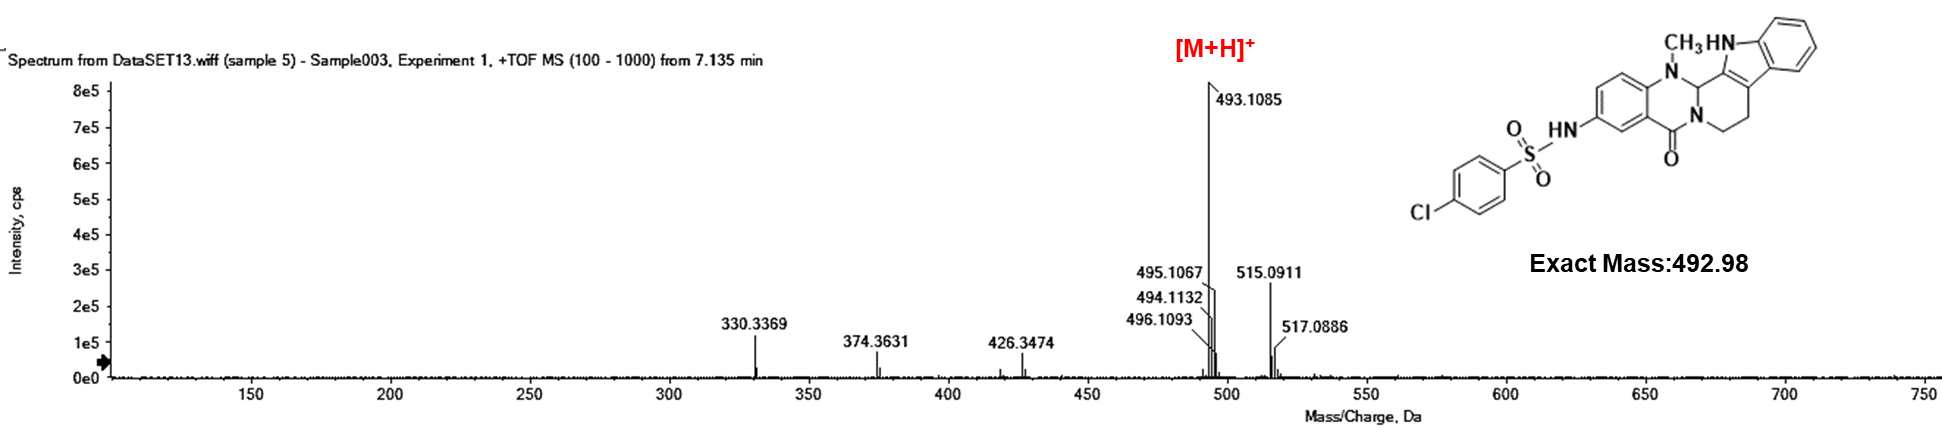 Spectrum from DataSET13.wiff (sample 5) - Sample003, Experiment 1, +TOF MS (100 - 1000) from 7.135 min
[M+H]+
CH3 HN
N
N
O
HN
O
S
O
Cl
Exact Mass:492.98
Intensity, cps
8e5
7e5
6e5
5e5
4e5
3e5
2e5
1e5
0e0
493.1085
495.1067
515.0911
494.1132
496.1093
517.0886
330.3369
374.3631
426.3474
150 200 250 300 350 400 450 500 550 600 650 700 750
Mass/Charge, Da